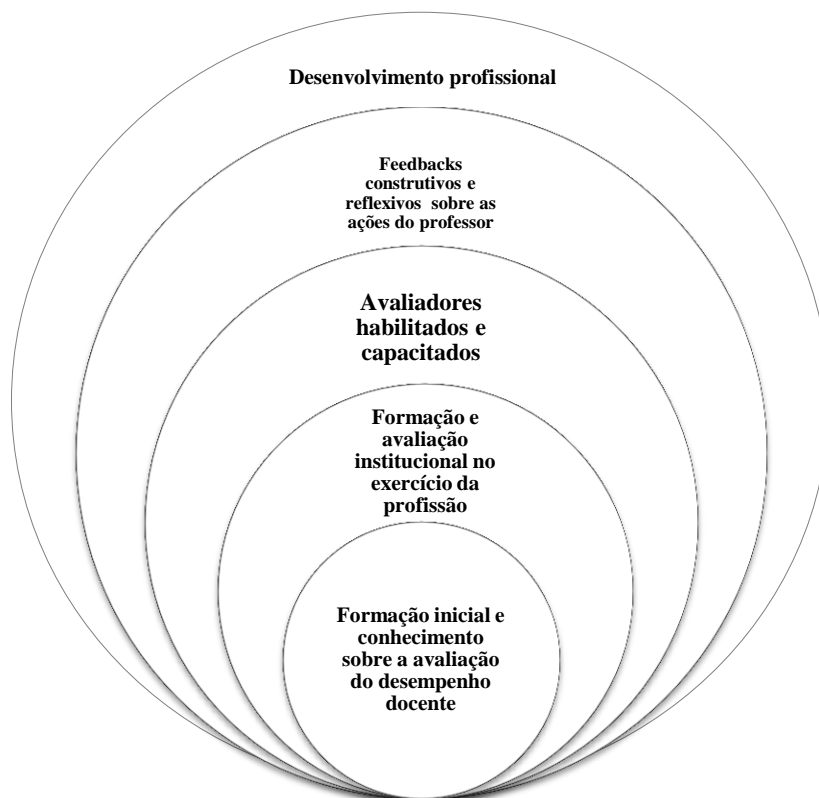 Desenvolvimento profissional
Feedbacks
construtivos e
reflexivos sobre as
ações do professor
Avaliadores
habilitados e
capacitados
Formação e
avaliação
institucional no
exercício da
profissão
Formação inicial e
conhecimento
sobre a avaliação
do desempenho
docente